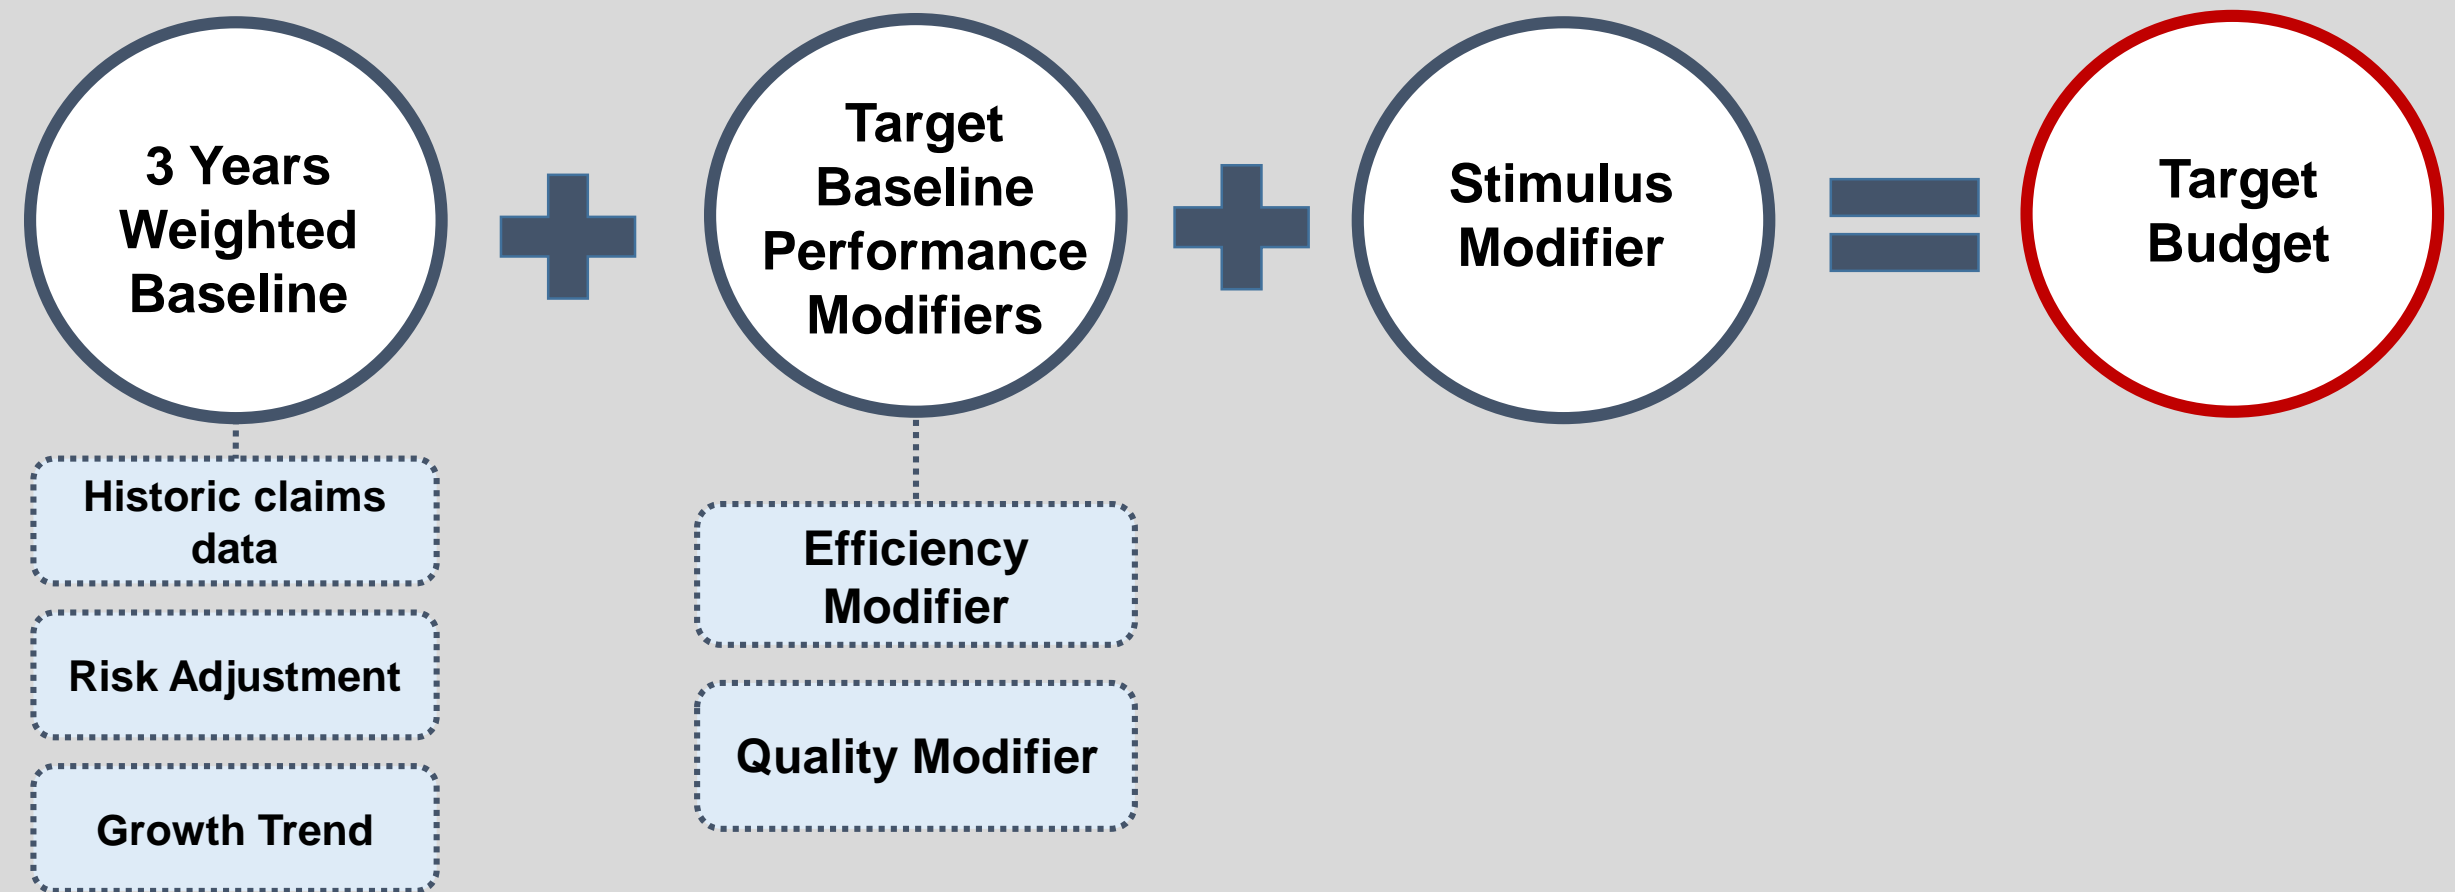 3 Years
Weighted
Baseline
Target
Baseline
Performance
Modifiers
Stimulus
Modifier
Target
Budget
Historic claims
data
Risk Adjustment
Growth Trend
Efficiency
Modifier
Quality Modifier